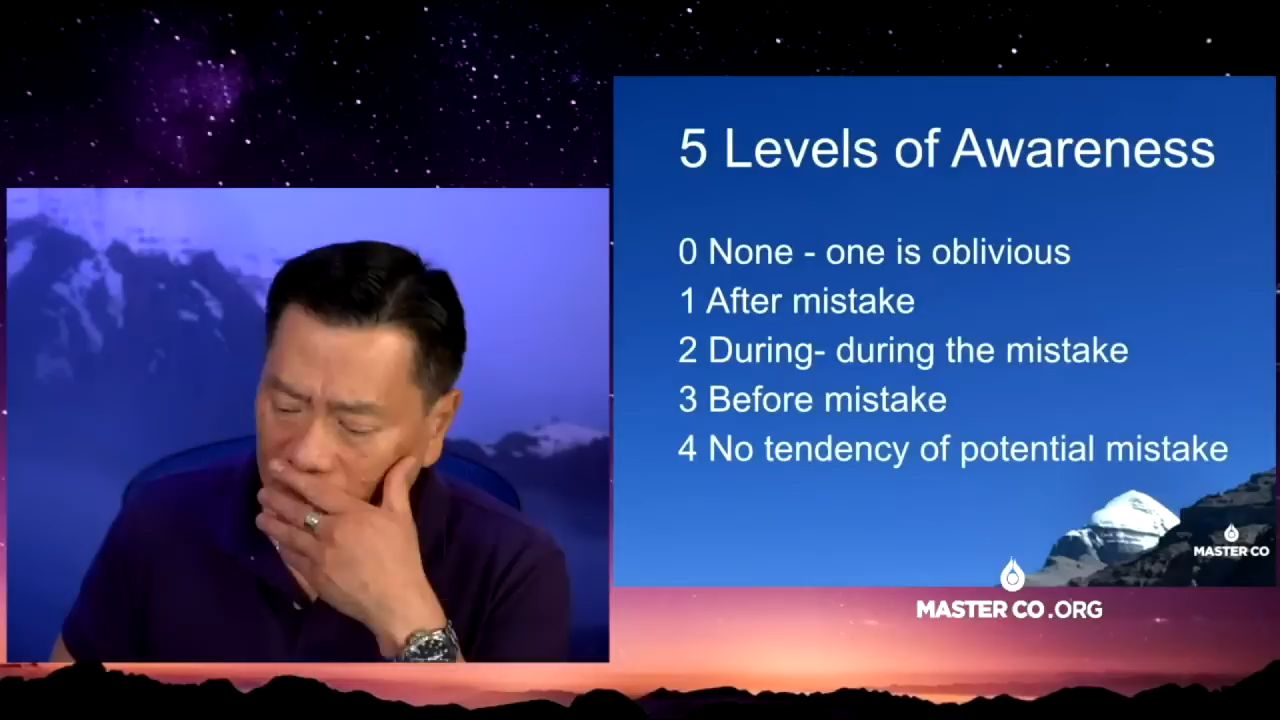 5 Levels of Awareness
0 None - one is oblivious
1 After mistake
2 During- during the mistake
3 Before mistake
4 No tendency of potential mistake
MASTER CO
MASTER CO.ORG